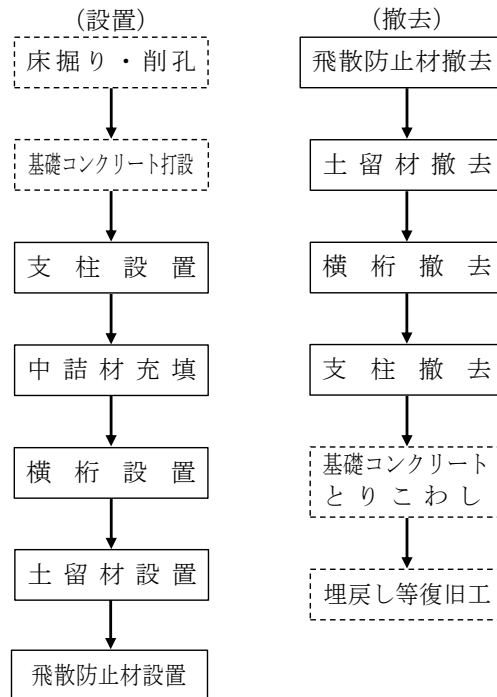 (設置)
床掘り・削孔
基礎コンクリート打設
支柱設置
中詰材充填
横桁設置
土留材設置
飛散防止材設置
(撤去)
飛散防止材撤去
土留材撤去
横桁撤去
支柱撤去
基礎コンクリート
とりこわし
埋戻し等復旧工